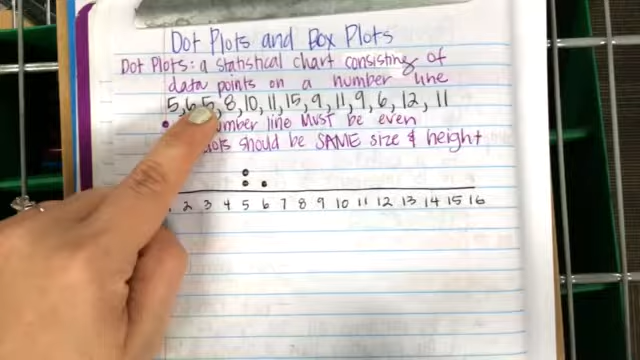 Dot Plots and Box Plots
Dot Plots: a statistical chart consisting of
data points on a number line
5, 6, 5, 8, 10, 11, 15, 9, 11, 9, 6, 12, 11
line must be even
should be SAME size & height
2 3 4 5 6 7 8 9 10 11 12 13 14 15 16